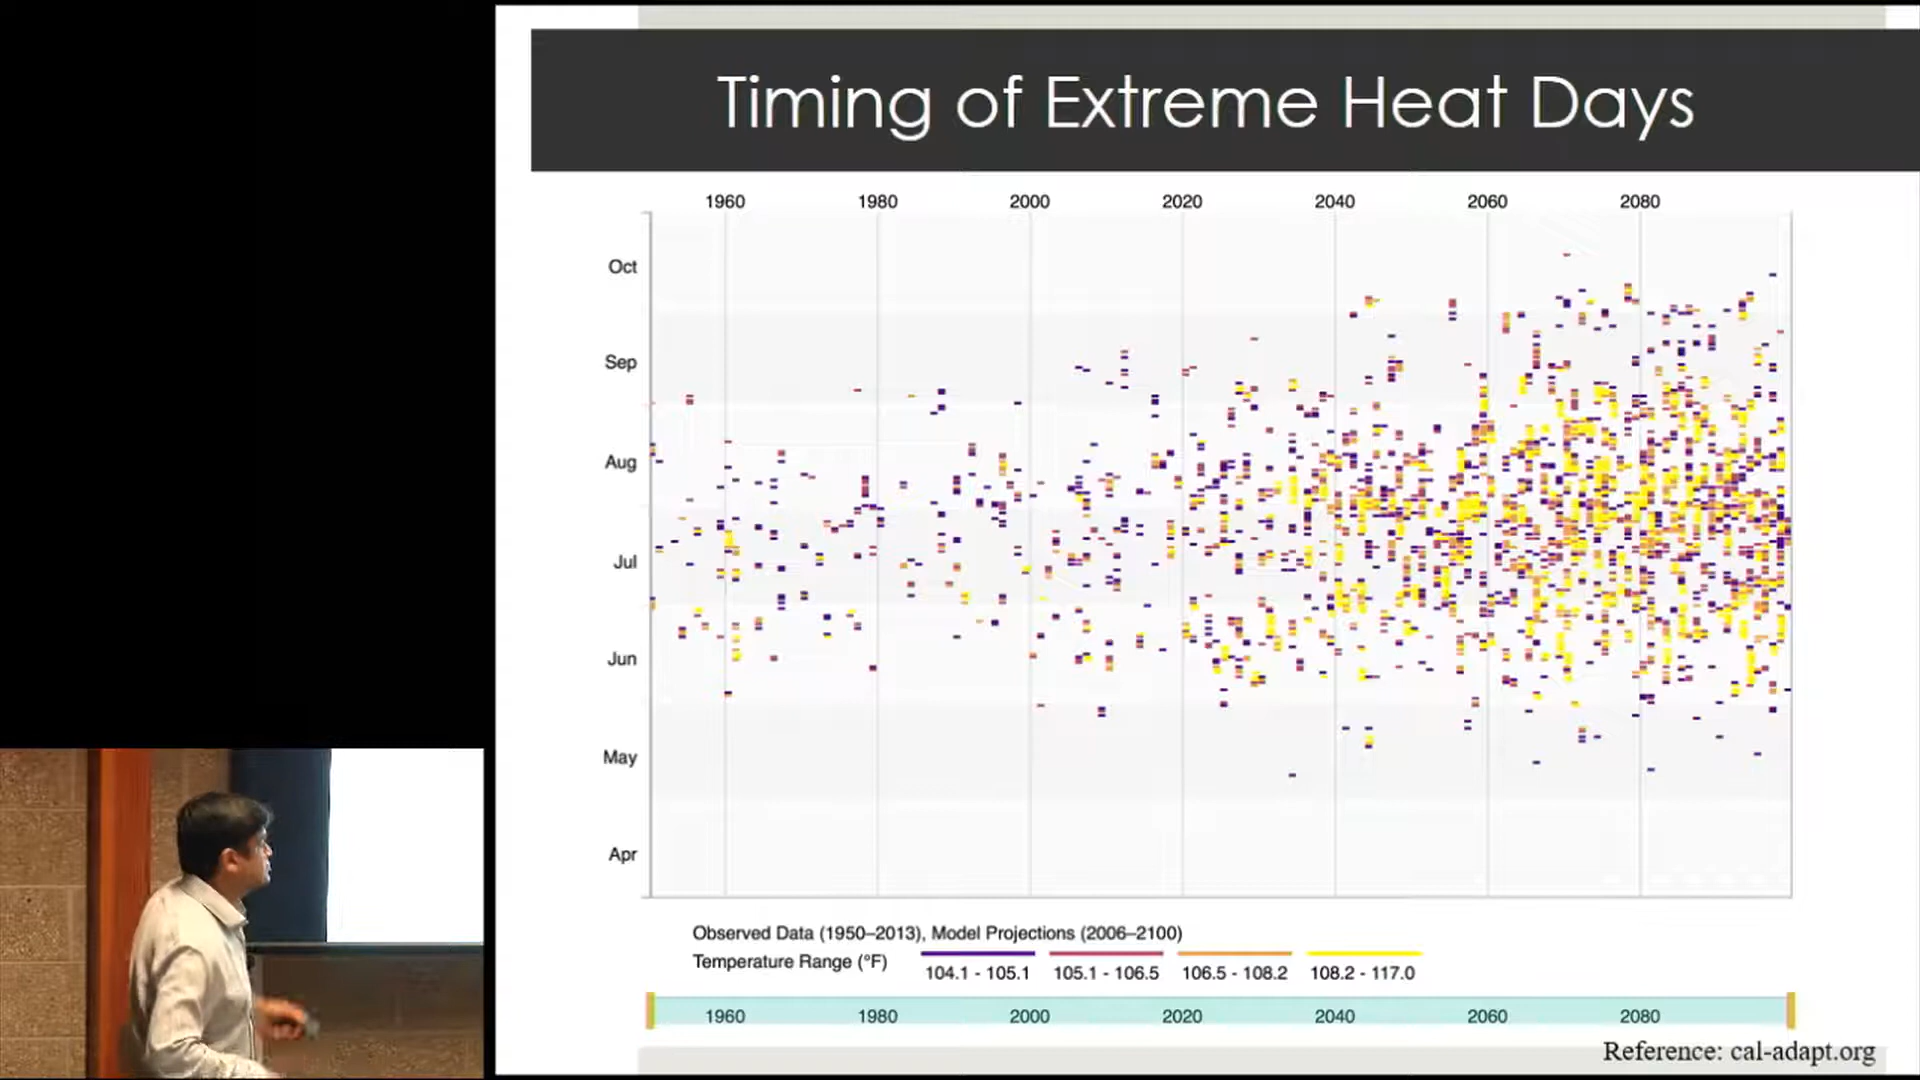 Timing of Extreme Heat Days
1960 1980 2000 2020 2040 2060 2080
Oct
Sep
Aug
Jul
Jun
May
Apr
Observed Data (1950–2013), Model Projections (2006–2100)
Temperature Range (°F)
104.1 - 105.1 105.1 - 106.5 106.5 - 108.2 108.2 - 117.0
1960 1980 2000 2020 2040 2060 2080
Reference: cal-adapt.org